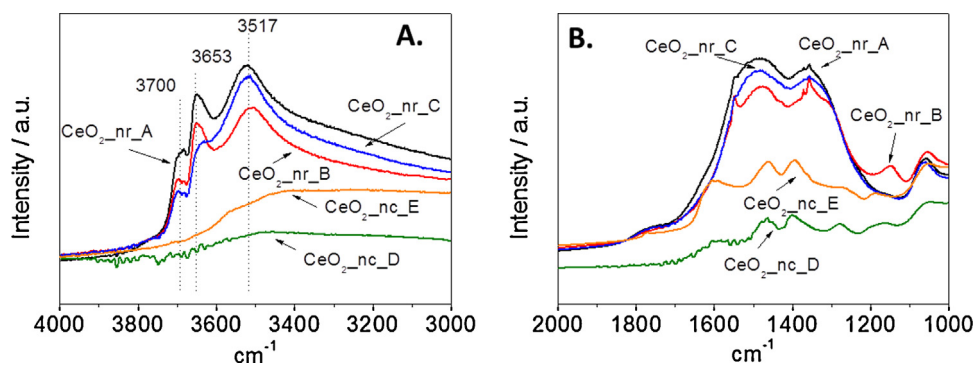 A.
3517
3653
3700
CeO2_nr_A
CeO2_nr_C
CeO2_nr_B
CeO2_nc_E
CeO2_nc_D
Intensity / a.u.
4000 3800 3600 3400 3200 3000
cm-1
B.
CeO2_nr_C
CeO2_nr_A
CeO2_nr_B
CeO2_nc_E
CeO2_nc_D
Intensity / a.u.
2000 1800 1600 1400 1200 1000
cm-1